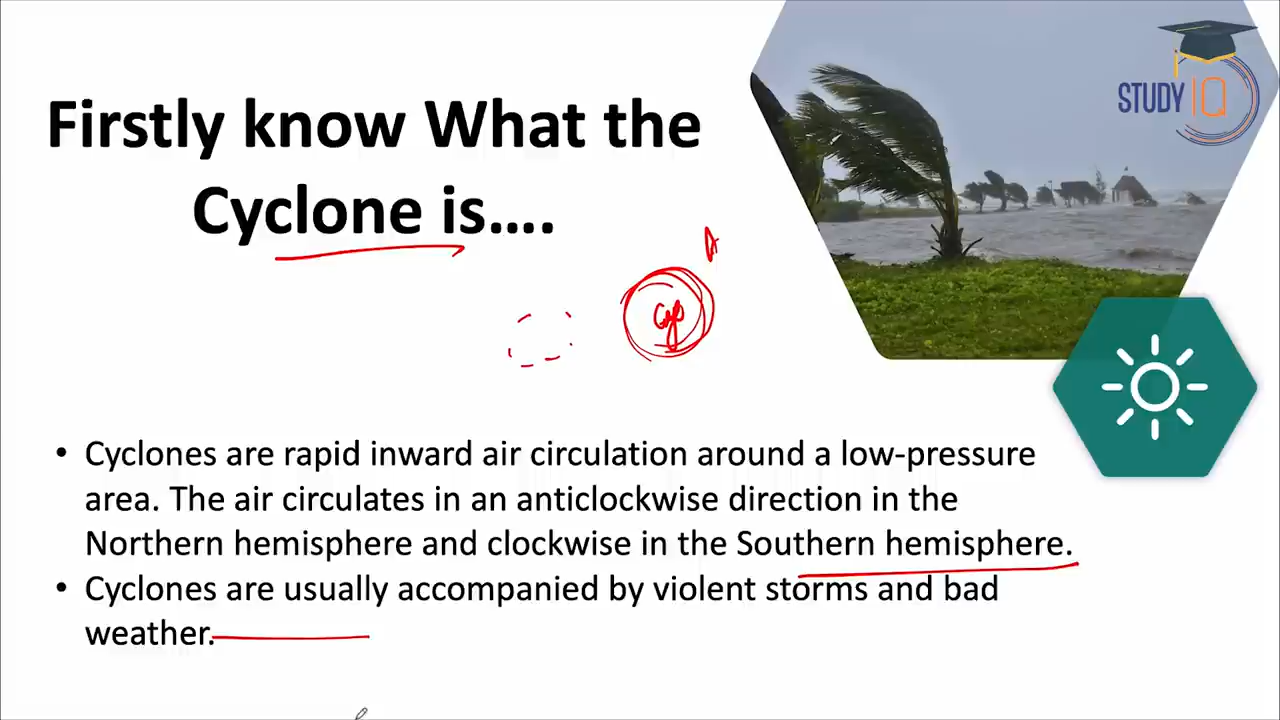 Firstly know What the
Cyclone is....
STUDY IQ
• Cyclones are rapid inward air circulation around a low-pressure
area. The air circulates in an anticlockwise direction in the
Northern hemisphere and clockwise in the Southern hemisphere.
• Cyclones are usually accompanied by violent storms and bad
weather.